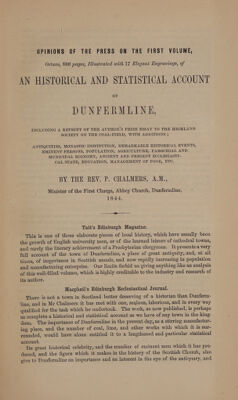 OPINIONS OF THE PRESS ON THE FIRST VOLUME,
Octavo, 600 pages, Illustrated with 17 Elegant Engravings, of
AN HISTORICAL AND STATISTICAL ACCOUNT
OF
DUNFERMLINE,
INCLUDING A REPRINT OF THE AUTHOR'S PRIZE ESSAY TO THE HIGHLAND
SOCIETY ON THE COAL-FIELD, WITH ADDITIONS;
ANTIQUITIES, MONASTIC INSTITUTION, REMARKABLE HISTORICAL EVENTS,
EMINENT PERSONS, POPULATION, AGRICULTURE, PAROCHIAL AND
MUNICIPAL ECONOMY, ANCIENT AND PRESENT ECCLESIASTI-
CAL STATE, EDUCATION, MANAGEMENT OF POOR, ETC.
BY THE REV. P. CHALMERS, A.M.,
Minister of the First Charge, Abbey Church, Dunfermline.
1844.
Tait's Edinburgh Magazine.
This is one of those elaborate pieces of local history, which have usually been
the growth of English university men, or of the learned leisure of cathedral towns,
and rarely the literary achievement of a Presbyterian clergyman. It presents a very
full account of the town of Dunfermline, a place of great antiquity, and, at all
times, of importance in Scottish annals, and now rapidly increasing in population
and manufacturing enterprise. Our limits forbid us giving anything like an analysis
of this well-filled volume, which is highly creditable to the industry and research of
its author.
Macphail's Edinburgh Ecclesiastical Journal.
There is not a town in Scotland better deserving of a historian than Dunferm-
line, and in Mr Chalmers it has met with one, zealous, laborious, and in every way
qualified for the task which he undertook. The work, as now published, is perhaps
as complete a historical and statistical account as we have of any town in the king-
dom. The importance of Dunfermline in the present day, as a stirring manufactur-
ing place, and the number of coal, lime, and other works with which it is sur-
rounded, would have alone entitled it to a lengthened and particular statistical
account.
Its great historical celebrity, and the number of eminent men which it has pro-
duced, and the figure which it makes in the history of the Scottish Church, also
give to Dunfermline an importance and an interest in the eye of the antiquary, and